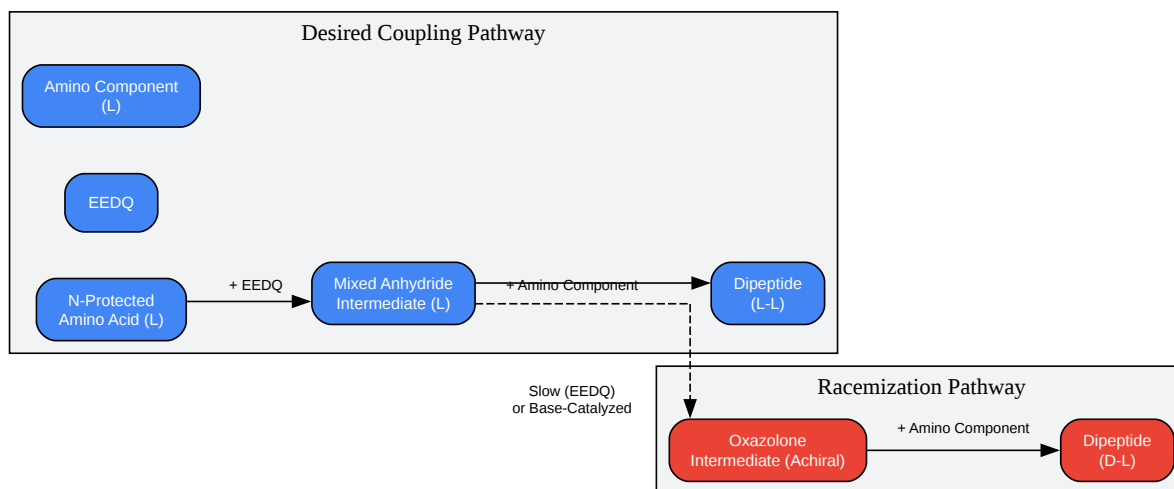 Desired Coupling Pathway
Amino Component
(L)
EEDQ
N-Protected
Amino Acid (L)
+ EEDQ
Mixed Anhydride
Intermediate (L)
+ Amino Component
Dipeptide
(L-L)
Slow (EEDQ)
or Base-Catalyzed
Racemization Pathway
Oxazolone
Intermediate (Achiral)
+ Amino Component
Dipeptide
(D-L)